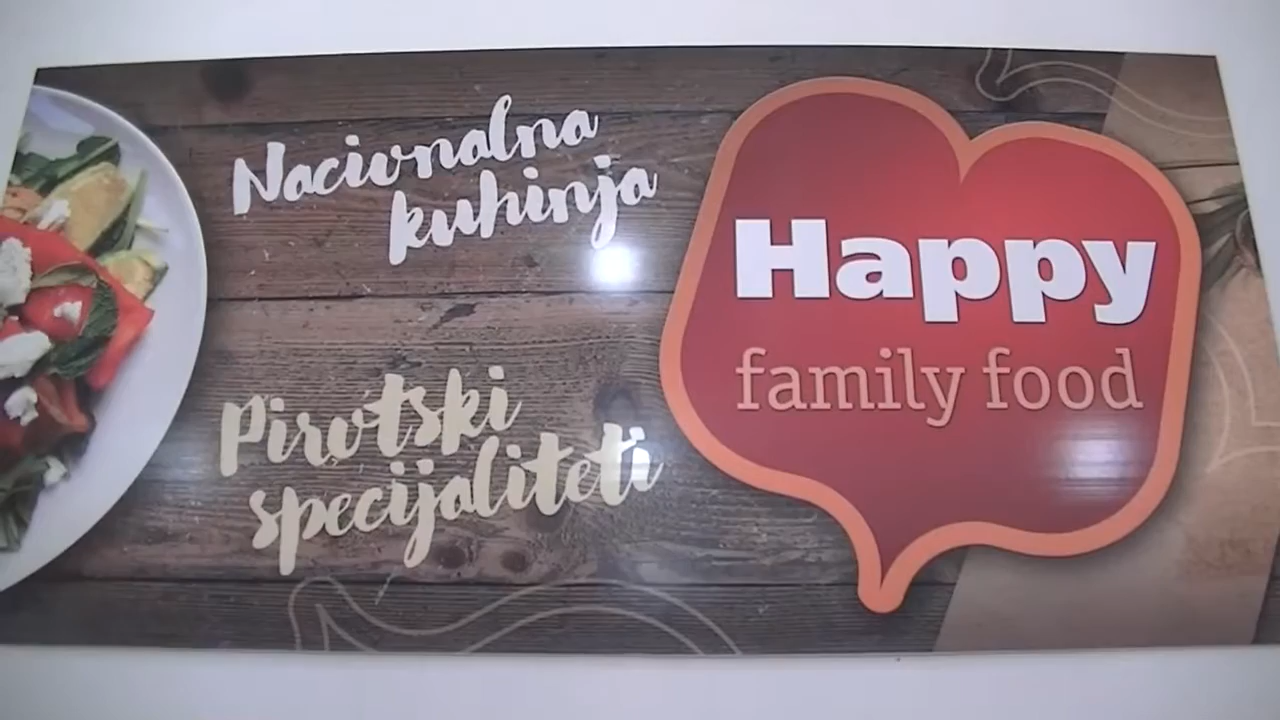 Nacionalna
kuhinja
Pirotski
specijaliteti
Happy
family food